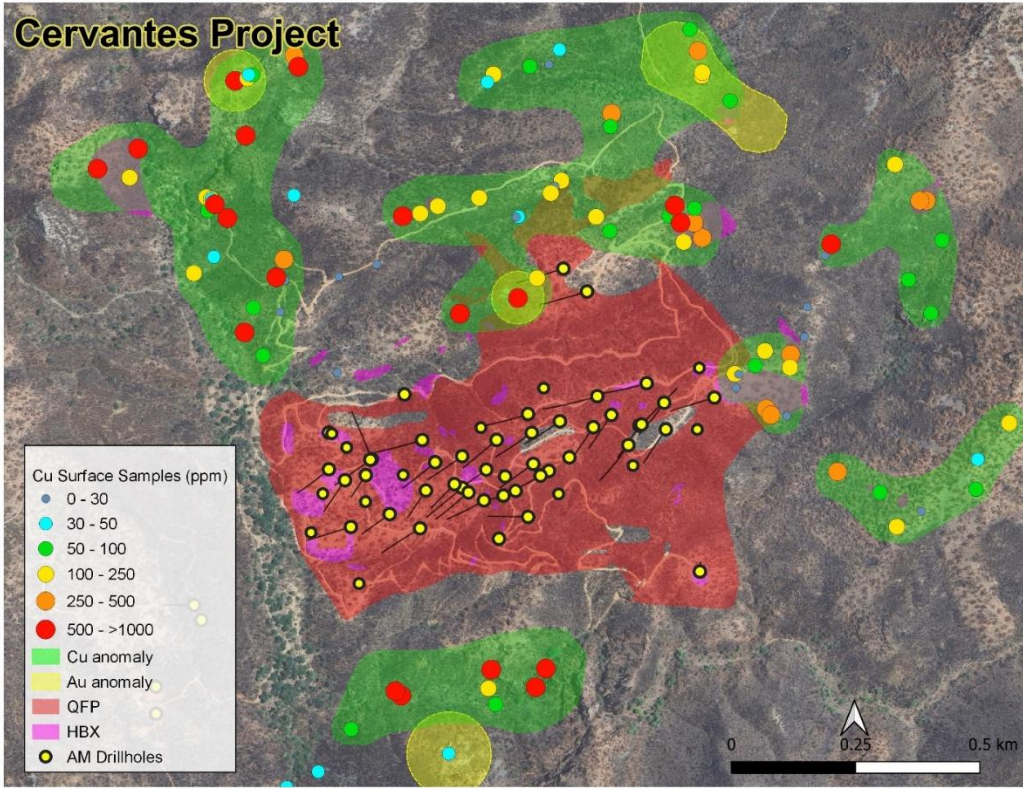 Cervantes Project
Cu Surface Samples (ppm)
0 - 30
30 - 50
50 - 100
100 - 250
250 - 500
500 - >1000
Cu anomaly
Au anomaly
QFP
HBX
AM Drillholes
0 0.25 0.5 km